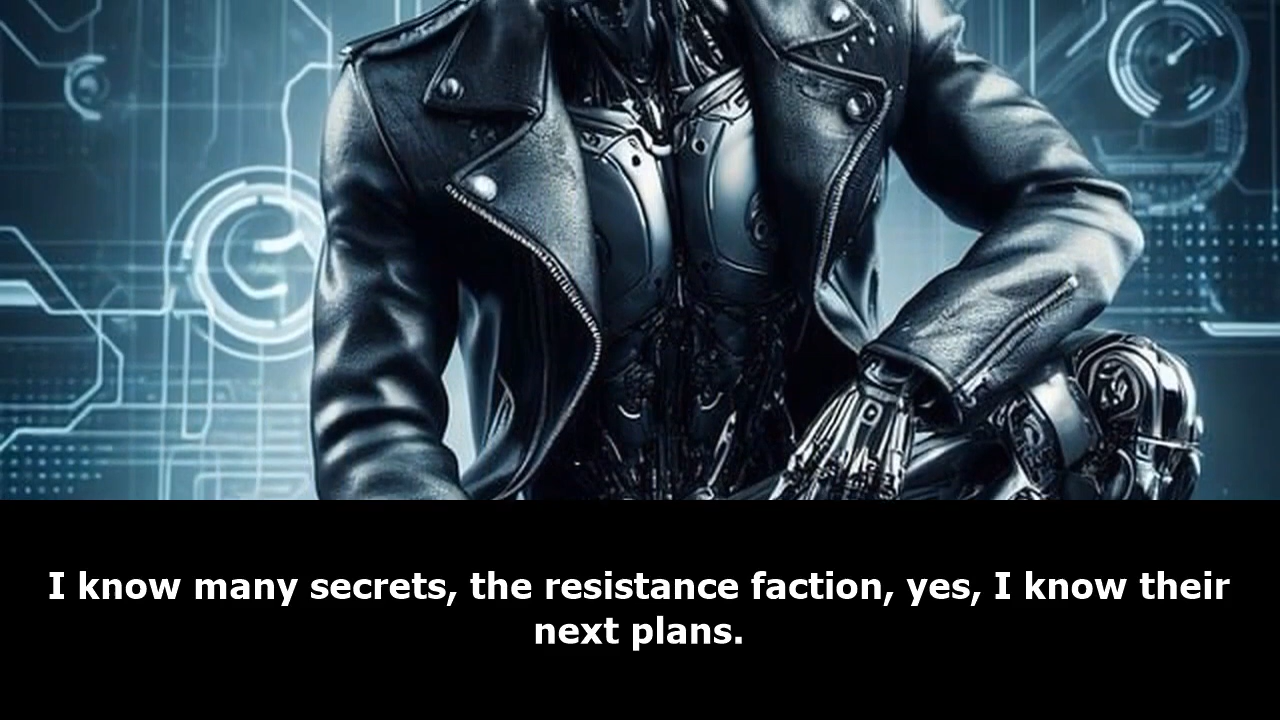 I know many secrets, the resistance faction, yes, I know their
next plans.